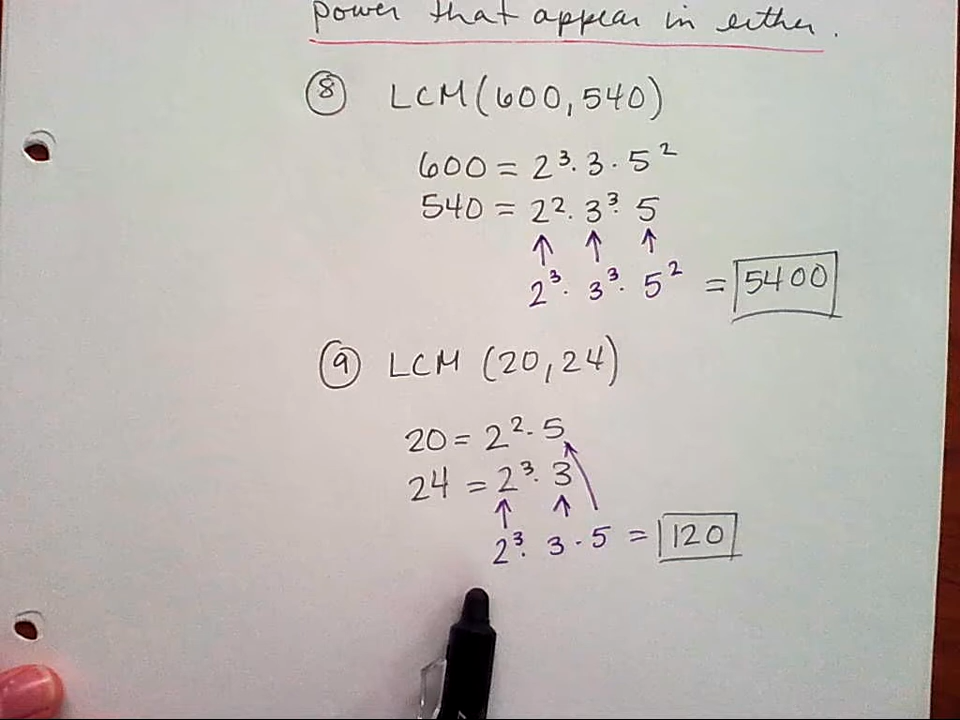 power that appear in either.
⑧ LCM(600,540)
600 = 2³·3·5²
540 = 2²·3³·5
2³·3³·5² = 5400
⑨ LCM (20,24)
20 = 2²·5
24 = 2³·3
2³·3·5 = 120